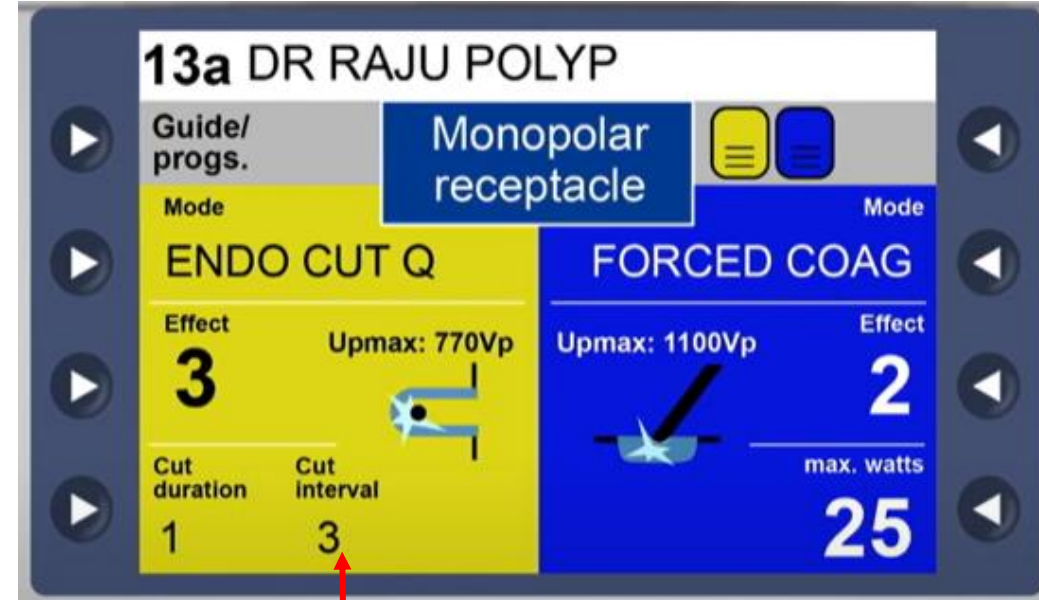 13a DR RAJU POLYP
Guide/
progs.
Monopolar
receptacle
Mode
ENDO CUT Q
Effect
3
Upmax: 770Vp
Cut
duration
1
Cut
interval
3
Mode
FORCED COAG
Upmax: 1100Vp
Effect
2
max. watts
25